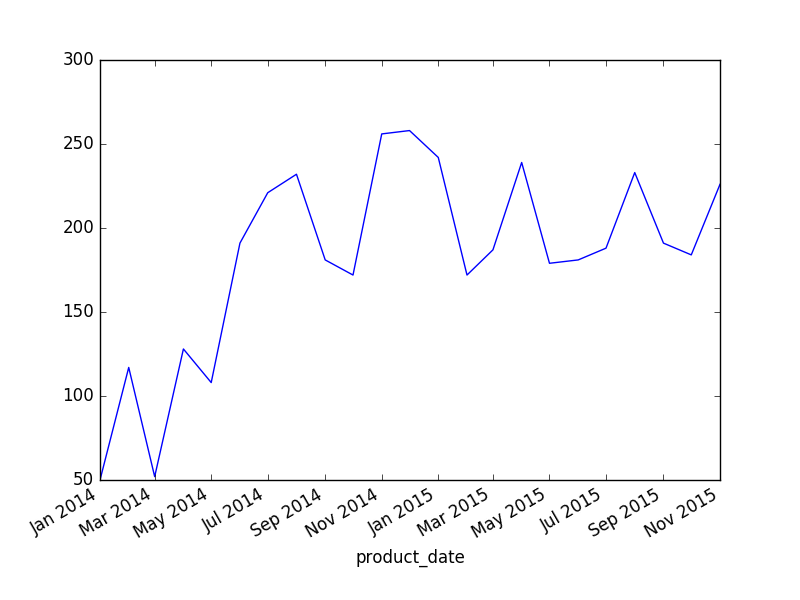 300
250
200
150
100
50
Jan 2014
Mar 2014
May 2014
Jul 2014
Sep 2014
Nov 2014
Jan 2015
Mar 2015
May 2015
Jul 2015
Sep 2015
Nov 2015
product_date